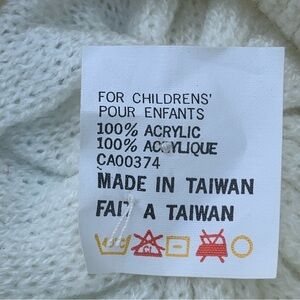 FOR CHILDRENS'
POUR ENFANTS
100% ACRYLIC
100% ACRYLIQUE
CA00374
MADE IN TAIWAN
FAIT A TAIWAN